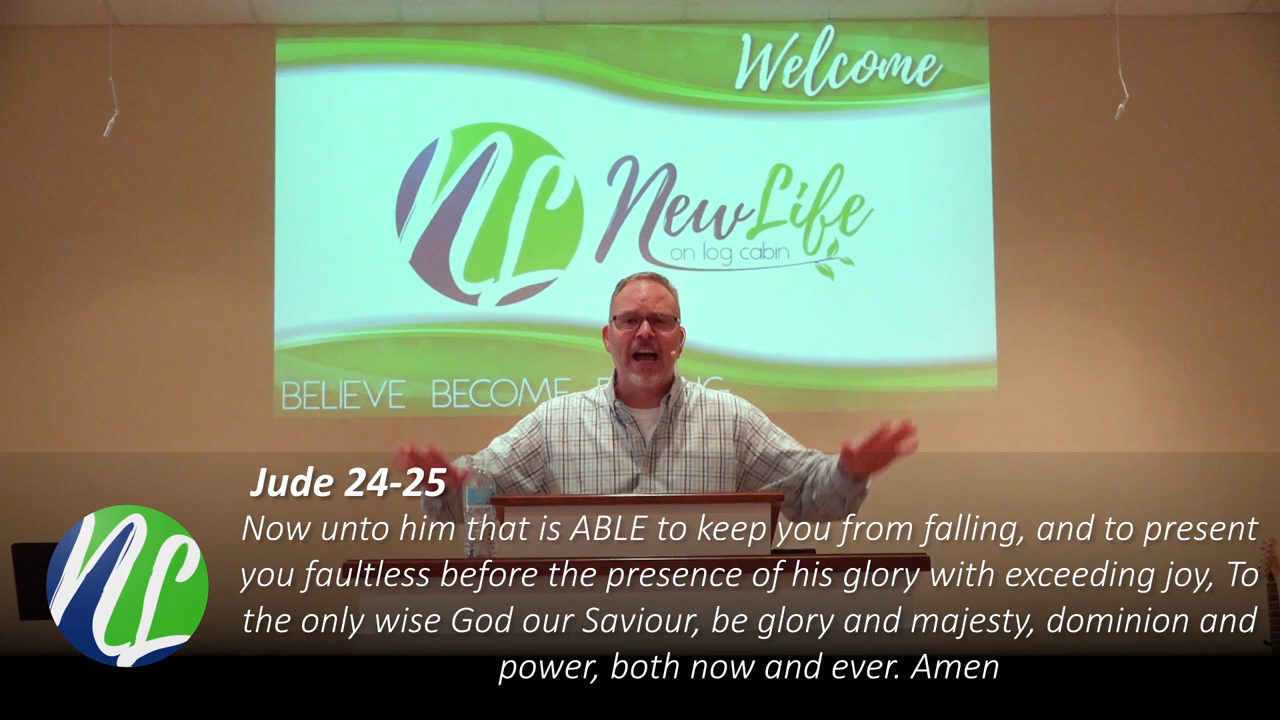 Welcome
NL
NewLife
on log cabin
BELIEVE BECOME
Jude 24-25
Now unto him that is ABLE to keep you from falling, and to present
you faultless before the presence of his glory with exceeding joy, To
the only wise God our Saviour, be glory and majesty, dominion and
power, both now and ever. Amen
NL